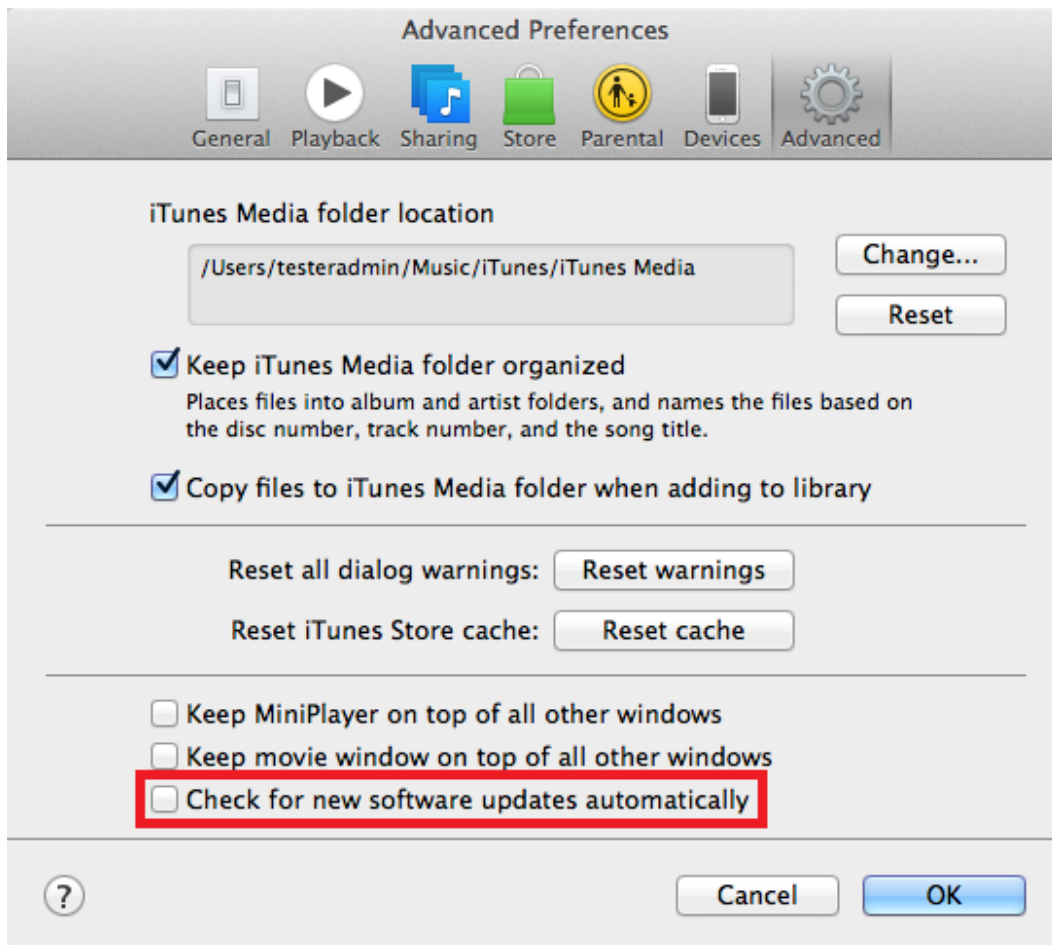 Advanced Preferences
General Playback Sharing Store Parental Devices Advanced
iTunes Media folder location
/Users/testeradmin/Music/iTunes/iTunes Media
Change...
Reset
Keep iTunes Media folder organized
Places files into album and artist folders, and names the files based on
the disc number, track number, and the song title.
Copy files to iTunes Media folder when adding to library
Reset all dialog warnings: Reset warnings
Reset iTunes Store cache: Reset cache
Keep MiniPlayer on top of all other windows
Keep movie window on top of all other windows
Check for new software updates automatically
? Cancel OK